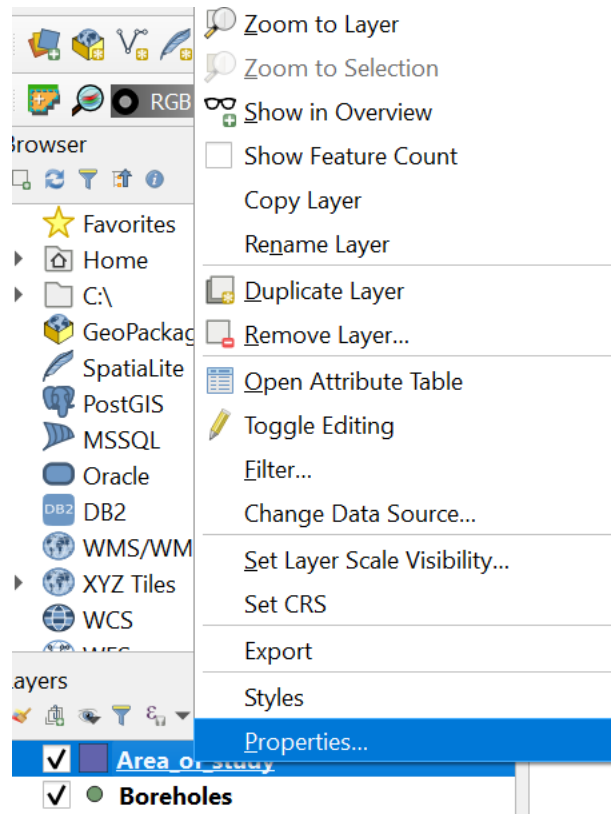 Zoom to Layer
Zoom to Selection
Show in Overview
RGB
Show Feature Count
Copy Layer
Rename Layer
Duplicate Layer
Remove Layer...
Open Attribute Table
Toggle Editing
Filter...
Change Data Source...
Set Layer Scale Visibility...
Set CRS
Export
Styles
Properties...
Browser
Favorites
Home
C:\
GeoPackag
SpatiaLite
PostGIS
MSSQL
Oracle
DB2 DB2
WMS/WM
XYZ Tiles
WCS
Layers
Area_of_study
Boreholes